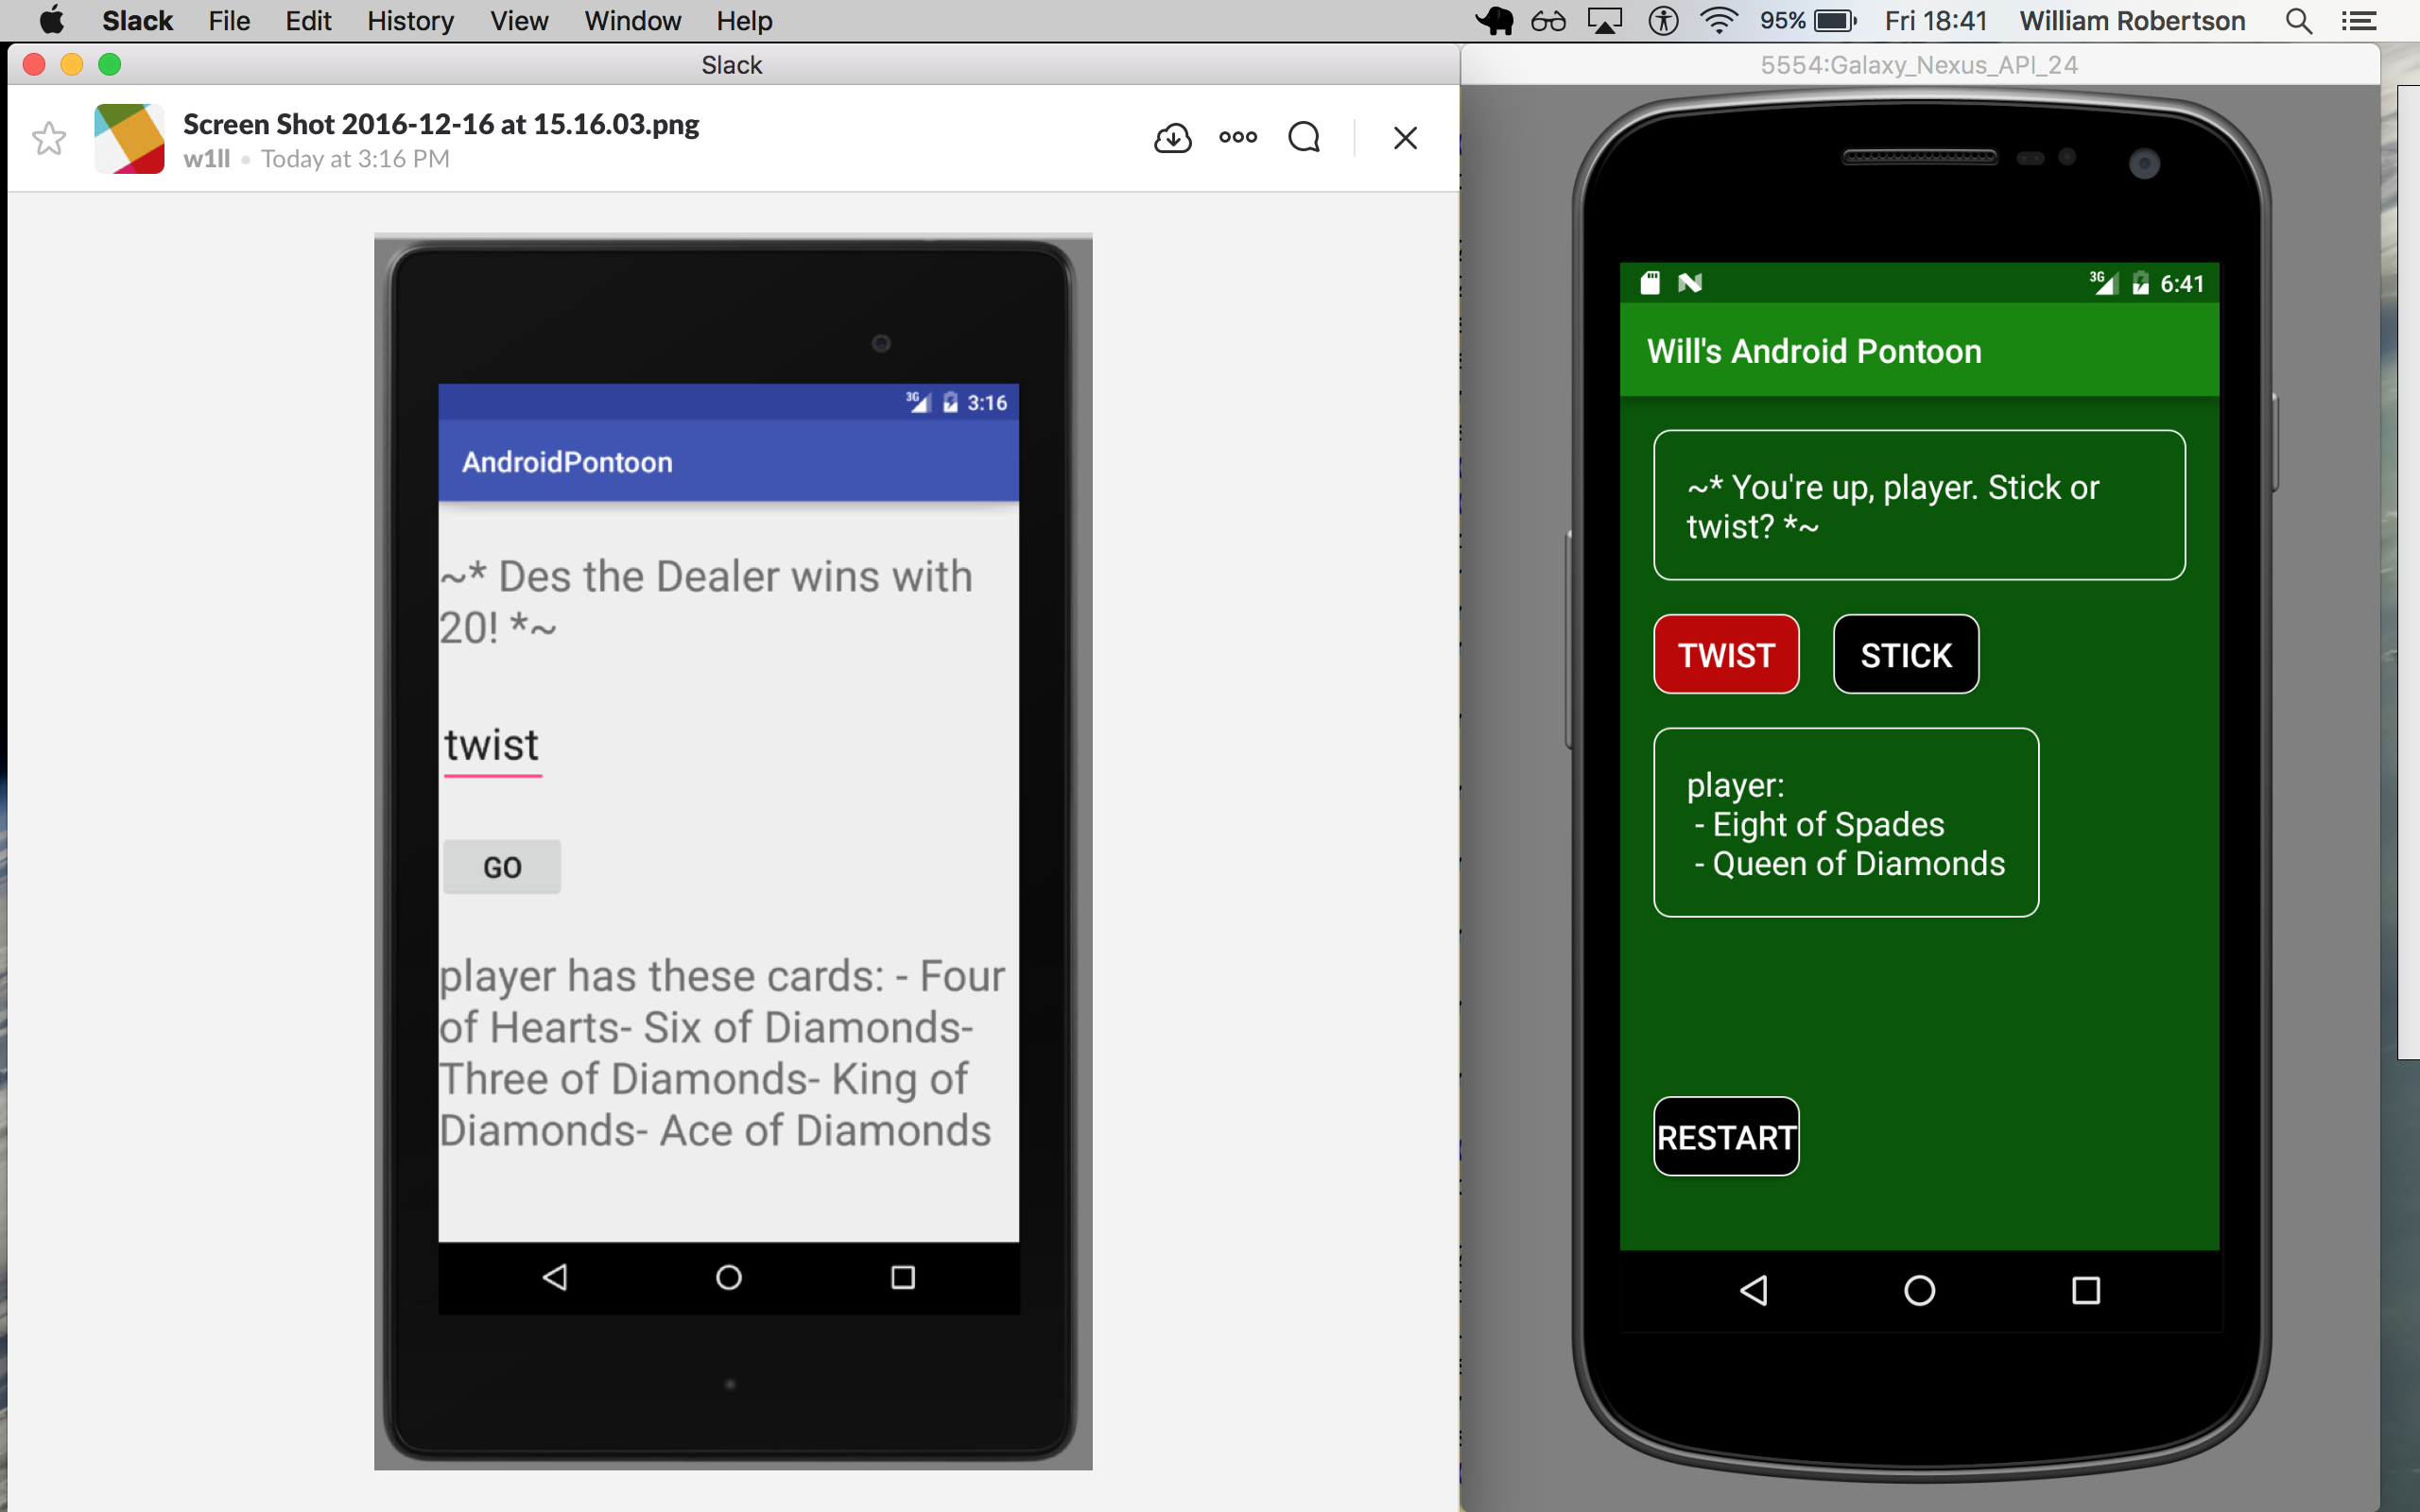 Slack File Edit History View Window Help
95% Fri 18:41 William Robertson
Slack
Screen Shot 2016-12-16 at 15.16.03.png
w1ll • Today at 3:16 PM
3G 3:16
AndroidPontoon
~* Des the Dealer wins with
20! *~
twist
GO
player has these cards: - Four
of Hearts- Six of Diamonds-
Three of Diamonds- King of
Diamonds- Ace of Diamonds
5554:Galaxy_Nexus_API_24
3G 6:41
Will's Android Pontoon
~* You're up, player. Stick or
twist? *~
TWIST STICK
player:
- Eight of Spades
- Queen of Diamonds
RESTART